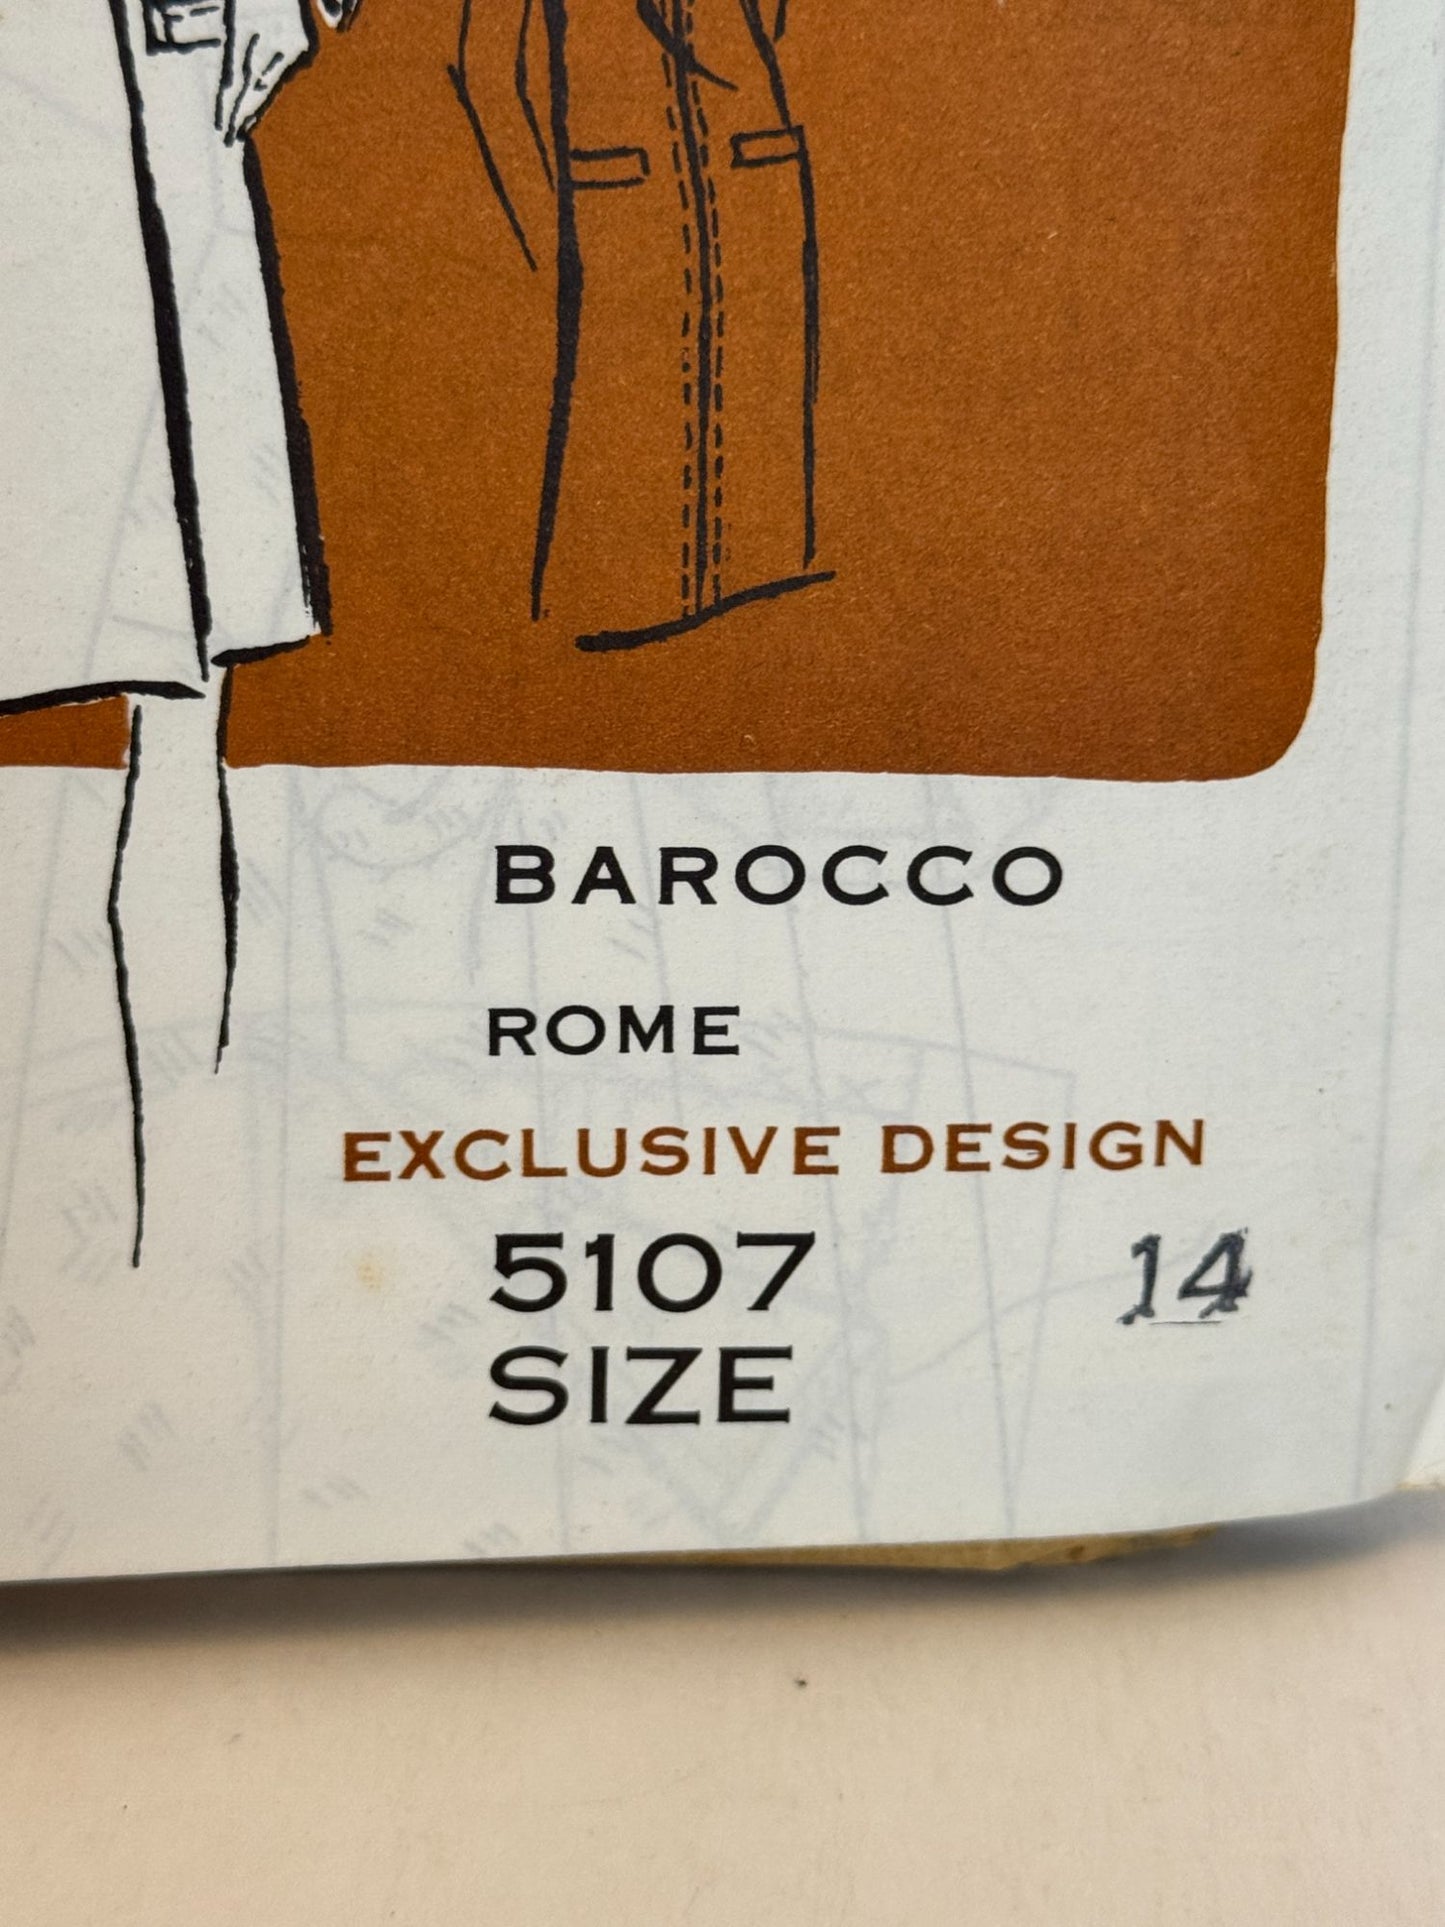 BAROCCO
ROME
EXCLUSIVE DESIGN
5107 14
SIZE